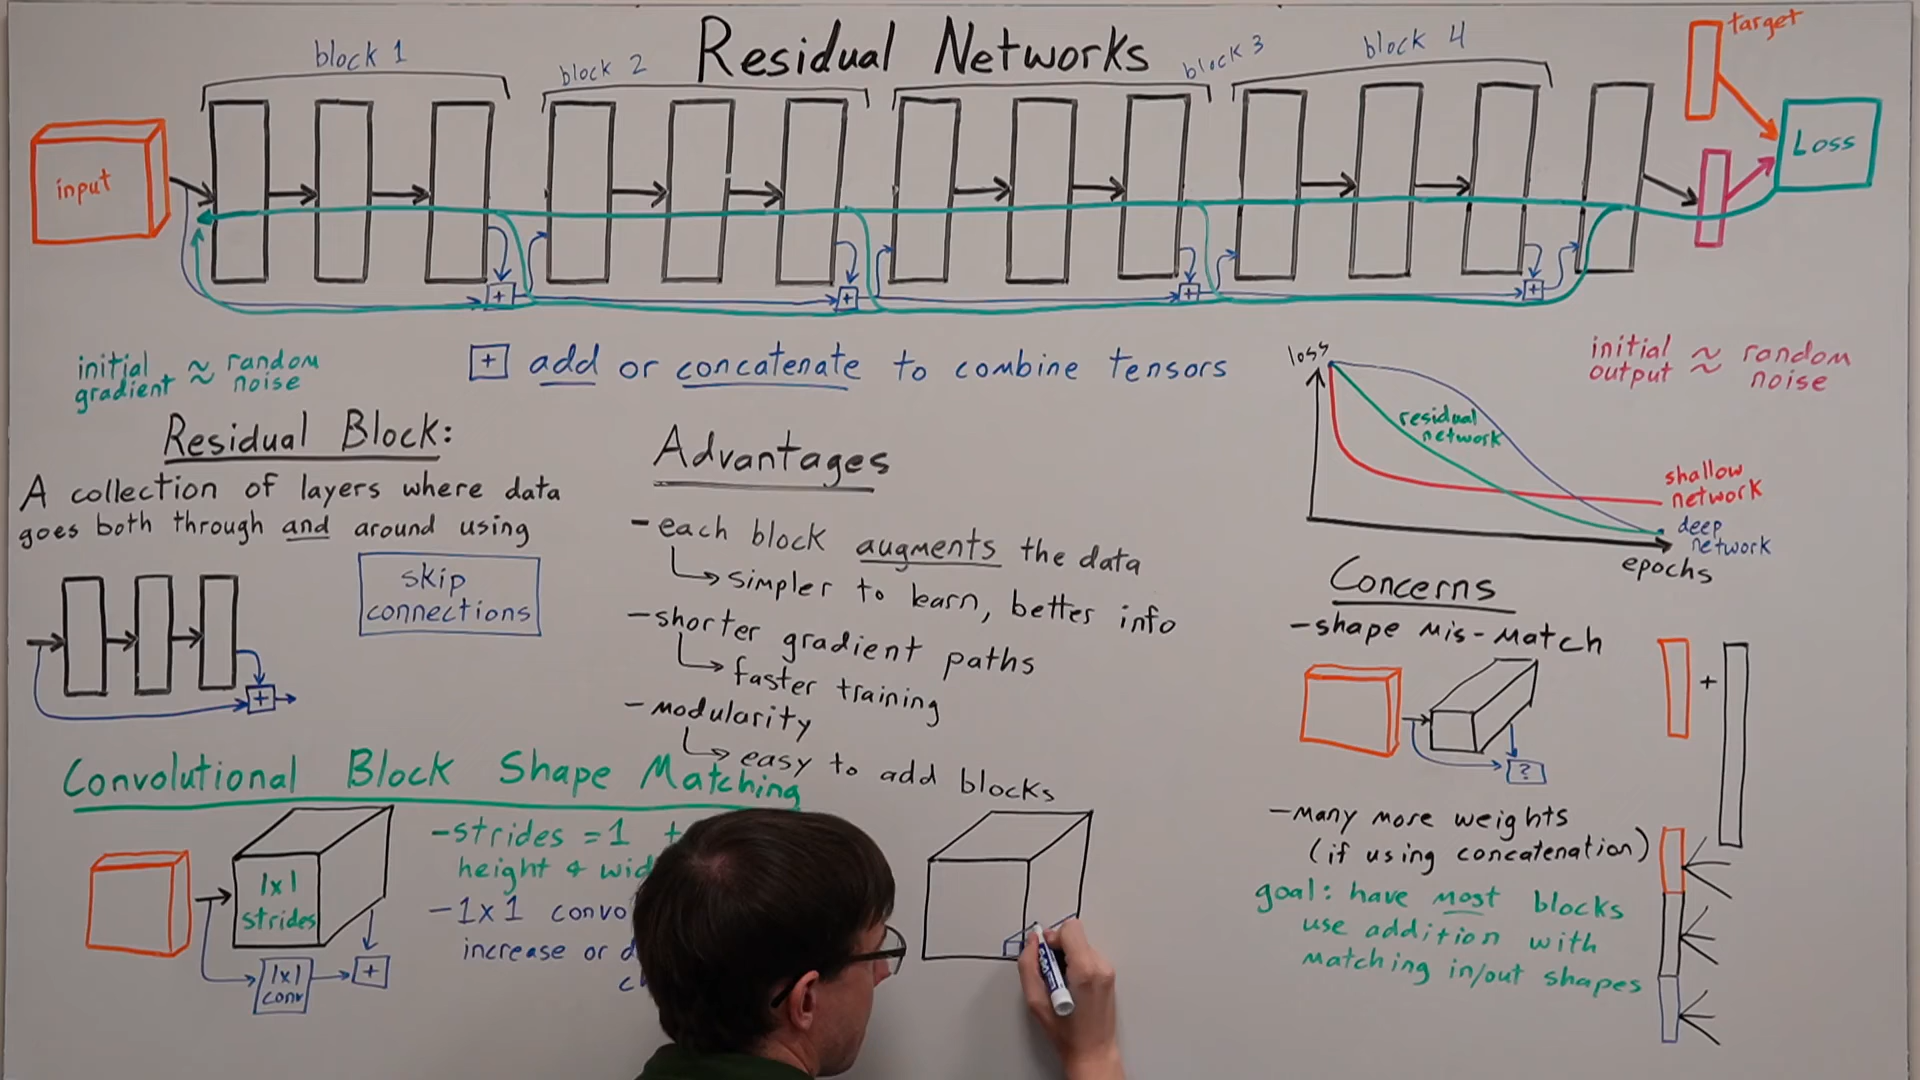 Residual Networks
block 1
block 2
block 3
block 4
target
input
Loss
+
+
+
+
initial ≈ random
gradient noise
+ add or concatenate to combine tensors
initial ≈ random
output noise
loss
residual
network
shallow
network
deep
network
epochs
Residual Block:
A collection of layers where data
goes both through and around using
skip
connections
+
Advantages
- each block augments the data
↳ simpler to learn, better info
- shorter gradient paths
↳ faster training
- modularity
↳ easy to add blocks
Concerns
- shape mis-match
+
?
- many more weights
(if using concatenation)
goal: have most blocks
use addition with
matching in/out shapes
Convolutional Block Shape Matching
1x1
strides
1x1
conv
+
- strides = 1
height &
- 1x1
increase or